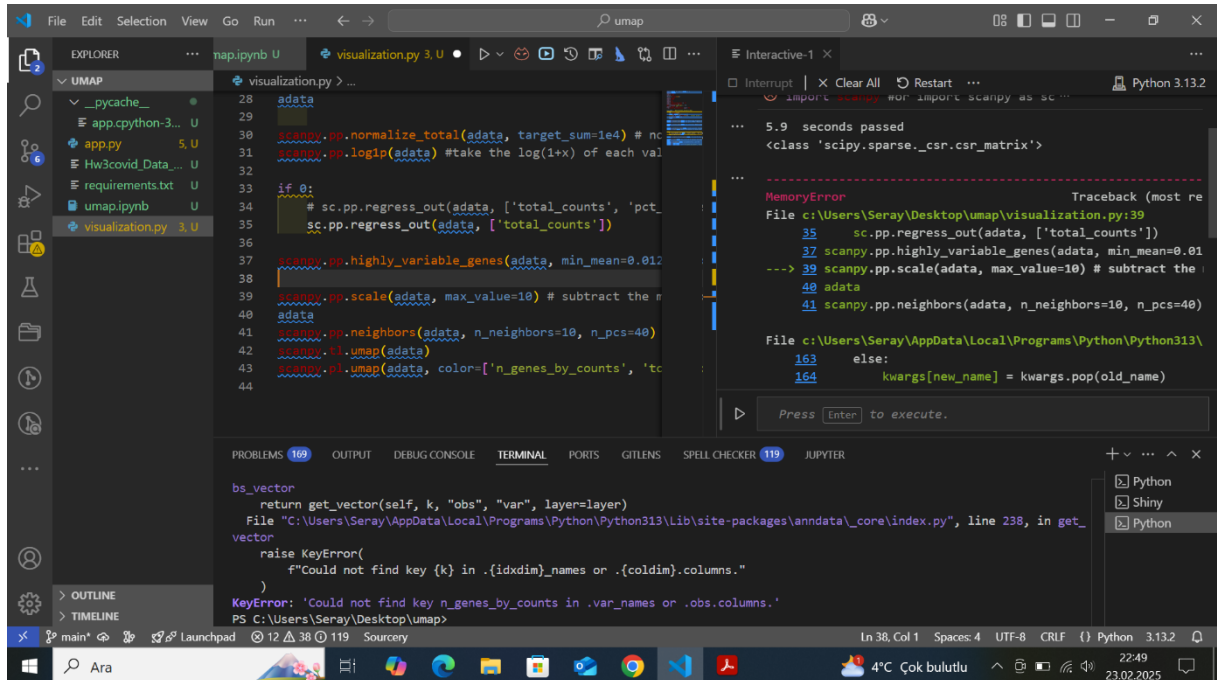 File Edit Selection View Go Run ··· umap
EXPLORER ···
UMAP
__pycache__
app.cpython-3... U
app.py 5, U
Hw3covid_Data_... U
requirements.txt U
umap.ipynb U
visualization.py 3, U
OUTLINE
TIMELINE
map.ipynb U visualization.py 3, U
visualization.py > ...
28 adata
29
30 scanpy.pp.normalize_total(adata, target_sum=1e4) # nc
31 scanpy.pp.log1p(adata) #take the log(1+x) of each val
32
33 if 0:
34 # sc.pp.regress_out(adata, ['total_counts', 'pct_
35 sc.pp.regress_out(adata, ['total_counts'])
36
37 scanpy.pp.highly_variable_genes(adata, min_mean=0.012
38
39 scanpy.pp.scale(adata, max_value=10) # subtract the m
40 adata
41 scanpy.pp.neighbors(adata, n_neighbors=10, n_pcs=40)
42 scanpy.tl.umap(adata)
43 scanpy.pl.umap(adata, color=['n_genes_by_counts', 'tc
44
Interactive-1
Interrupt Clear All Restart ··· Python 3.13.2
import scanpy #or import scanpy as sc ···
5.9 seconds passed
<class 'scipy.sparse._csr.csr_matrix'>
MemoryError Traceback (most re
File c:\Users\Seray\Desktop\umap\visualization.py:39
35 sc.pp.regress_out(adata, ['total_counts'])
37 scanpy.pp.highly_variable_genes(adata, min_mean=0.01
---> 39 scanpy.pp.scale(adata, max_value=10) # subtract the
40 adata
41 scanpy.pp.neighbors(adata, n_neighbors=10, n_pcs=40)
File c:\Users\Seray\AppData\Local\Programs\Python\Python313\
163 else:
164 kwargs[new_name] = kwargs.pop(old_name)
Press Enter to execute.
PROBLEMS 169 OUTPUT DEBUG CONSOLE TERMINAL PORTS GITLENS SPELL CHECKER 119 JUPYTER
bs_vector
return get_vector(self, k, "obs", "var", layer=layer)
File "C:\Users\Seray\AppData\Local\Programs\Python\Python313\Lib\site-packages\anndata\_core\index.py", line 238, in get_
vector
raise KeyError(
f"Could not find key {k} in .{idxdim}_names or .{coldim}.columns."
)
KeyError: 'Could not find key n_genes_by_counts in .var_names or .obs.columns.'
PS C:\Users\Seray\Desktop\umap>
Python
Shiny
Python
main* Launchpad 12 38 119 Sourcery Ln 38, Col 1 Spaces: 4 UTF-8 CRLF {} Python 3.13.2
Ara 4°C Çok bulutlu 22:49
23.02.2025